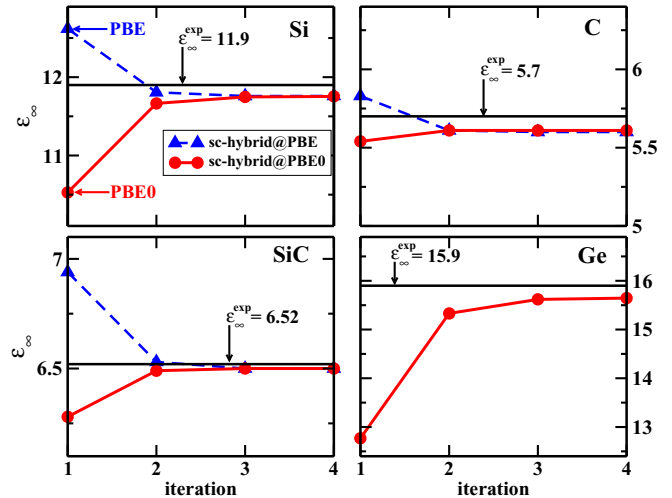 PBE
Si
ε∞^exp = 11.9
12
11
ε∞
sc-hybrid@PBE
sc-hybrid@PBE0
PBE0
C
ε∞^exp = 5.7
6
5.5
5
SiC
ε∞^exp = 6.52
7
6.5
ε∞
1 2 3 4
iteration
Ge
ε∞^exp = 15.9
16
15
14
13
1 2 3 4
iteration